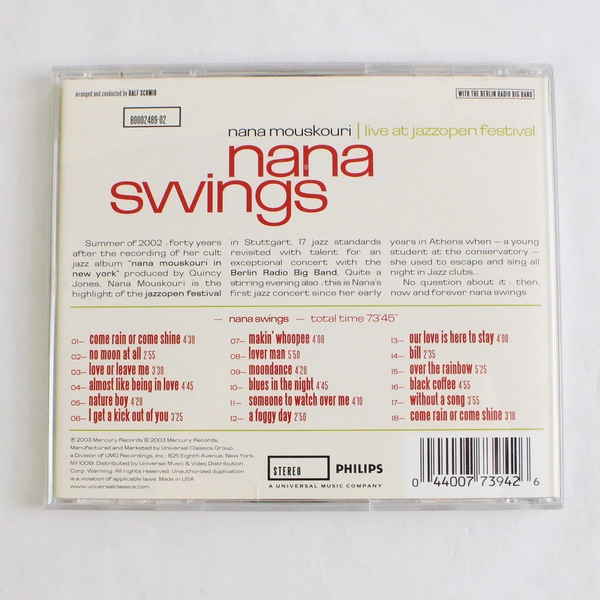 arranged and conducted by RALF SCHMID
WITH THE BERLIN RADIO BIG BAND
B0002489-02
nana mouskouri | live at jazzopen festival
nana
swings
Summer of 2002 : forty years
after the recording of her cult
jazz album "nana mouskouri in
new york" produced by Quincy
Jones, Nana Mouskouri is the
highlight of the jazzopen festival
in Stuttgart. 17 jazz standards
revisited with talent for an
exceptional concert with the
Berlin Radio Big Band. Quite a
stirring evening also : this is Nana's
first jazz concert since her early
years in Athens when – a young
student at the conservatory –
she used to escape and sing all
night in Jazz clubs...
No question about it : then,
now and forever nana swings
— nana swings — total time 73'45"
01– come rain or come shine 4'30
02– no moon at all 2'55
03– love or leave me 3'30
04– almost like being in love 4'45
05– nature boy 4'20
06– I get a kick out of you 3'25
07– makin' whoopee 4'00
08– lover man 5'50
09– moondance 4'20
10– blues in the night 4'45
11– someone to watch over me 4'10
12– a foggy day 2'50
13– our love is here to stay 4'00
14– bill 2'35
15– over the rainbow 5'25
16– black coffee 4'55
17– without a song 3'55
18– come rain or come shine 3'10
℗ 2003 Mercury Records © 2003 Mercury Records.
Manufactured and Marketed by Universal Classics Group,
a Division of UMG Recordings, Inc., 825 Eighth Avenue, New York,
NY 10019. Distributed by Universal Music & Video Distribution,
Corp. Warning: All rights reserved. Unauthorized duplication
is a violation of applicable laws. Made in USA.
www.universalclassics.com
STEREO
PHILIPS
A UNIVERSAL MUSIC COMPANY
0 44007 73942 6